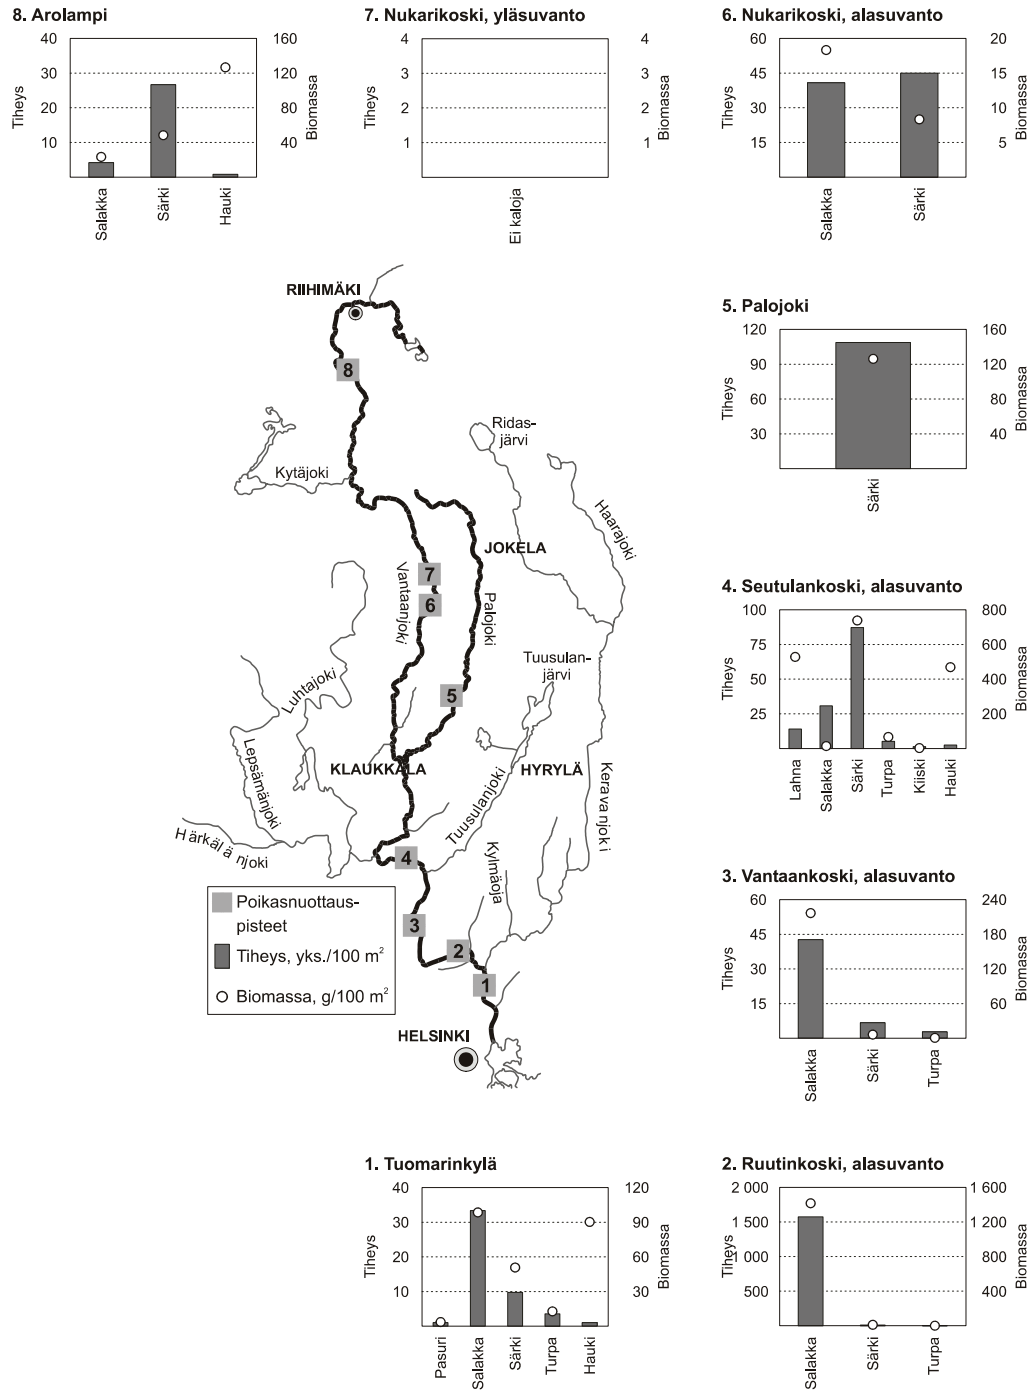 8. Arolampi
40
30
20
10
160
120
80
40
Tiheys
Biomassa
Salakka
Särki
Hauki
7. Nukarikoski, yläsuvanto
4
3
2
1
4
3
2
1
Tiheys
Biomassa
Ei kaloja
6. Nukarikoski, alasuvanto
60
45
30
15
20
15
10
5
Tiheys
Biomassa
Salakka
Särki
5. Palojoki
120
90
60
30
160
120
80
40
Tiheys
Biomassa
Särki
4. Seutulankoski, alasuvanto
100
75
50
25
800
600
400
200
Tiheys
Biomassa
Lahna
Salakka
Särki
Turpa
Kiiski
Hauki
3. Vantaankoski, alasuvanto
60
45
30
15
240
180
120
60
Tiheys
Biomassa
Salakka
Särki
Turpa
RIIHIMÄKI
8
Ridas-
järvi
Kytäjoki
Haarajoki
JOKELA
7
6
Vantaanjoki
Palojoki
Tuusulan-
järvi
5
Luhtajoki
Lepsämänjoki
KLAUKKALA
HYRYLÄ
Keravanjoki
Tuusulanjoki
Härkälänjoki
4
Kylmäoja
3
2
1
HELSINKI
Poikasnuottaus-
pisteet
Tiheys, yks./100 m²
Biomassa, g/100 m²
1. Tuomarinkylä
40
30
20
10
120
90
60
30
Tiheys
Biomassa
Pasuri
Salakka
Särki
Turpa
Hauki
2. Ruutinkoski, alasuvanto
2 000
1 500
1 000
500
1 600
1 200
800
400
Tiheys
Biomassa
Salakka
Särki
Turpa